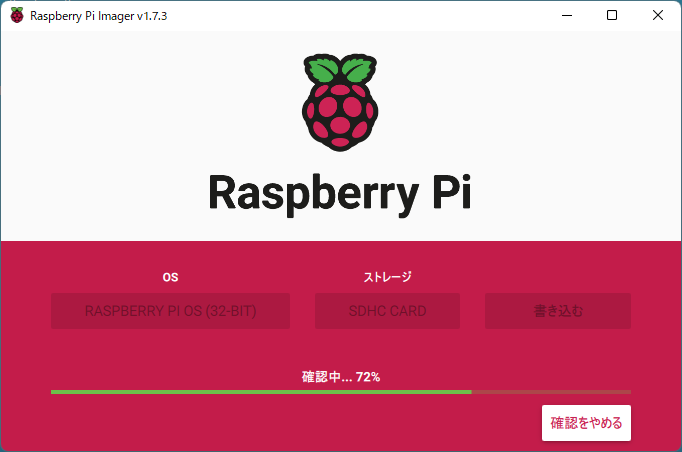 Raspberry Pi Imager v1.7.3
Raspberry Pi
OS
ストレージ
RASPBERRY PI OS (32-BIT)
SDHC CARD
書き込む
確認中... 72%
確認をやめる